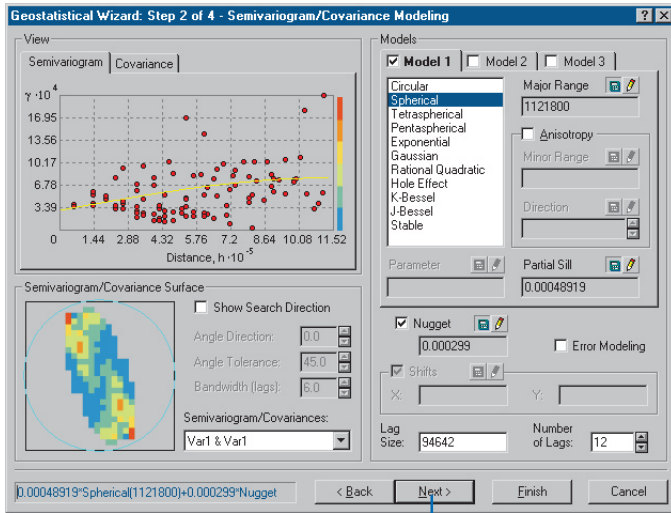 Geostatistical Wizard: Step 2 of 4 - Semivariogram/Covariance Modeling
View
Semivariogram
Covariance
γ·10⁴
16.95
13.56
10.17
6.78
3.39
0 1.44 2.88 4.32 5.76 7.2 8.64 10.08 11.52
Distance, h·10⁻⁵
Semivariogram/Covariance Surface
Show Search Direction
Angle Direction: 0.0
Angle Tolerance: 45.0
Bandwidth (lags): 6.0
Semivariogram/Covariances:
Var1 & Var1
Models
Model 1
Model 2
Model 3
Circular
Spherical
Tetraspherical
Pentaspherical
Exponential
Gaussian
Rational Quadratic
Hole Effect
K-Bessel
J-Bessel
Stable
Major Range
1121800
Anisotropy
Minor Range
Direction
Parameter
Partial Sill
0.00048919
Nugget
0.000299
Error Modeling
Shifts
X:
Y:
Lag Size: 94642
Number of Lags: 12
0.00048919*Spherical(1121800)+0.000299*Nugget
< Back
Next >
Finish
Cancel